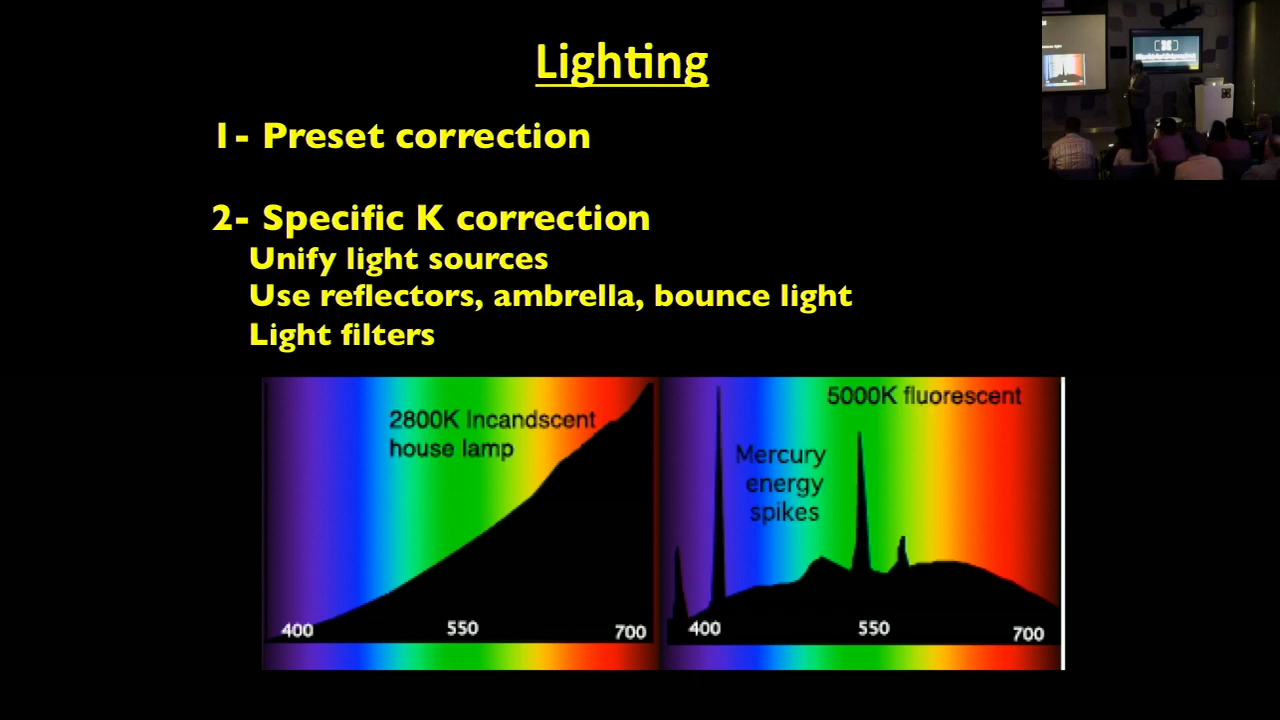 Lighting
1- Preset correction
2- Specific K correction
Unify light sources
Use reflectors, ambrella, bounce light
Light filters
2800K Incandscent
house lamp
400 550 700
5000K fluorescent
Mercury
energy
spikes
400 550 700